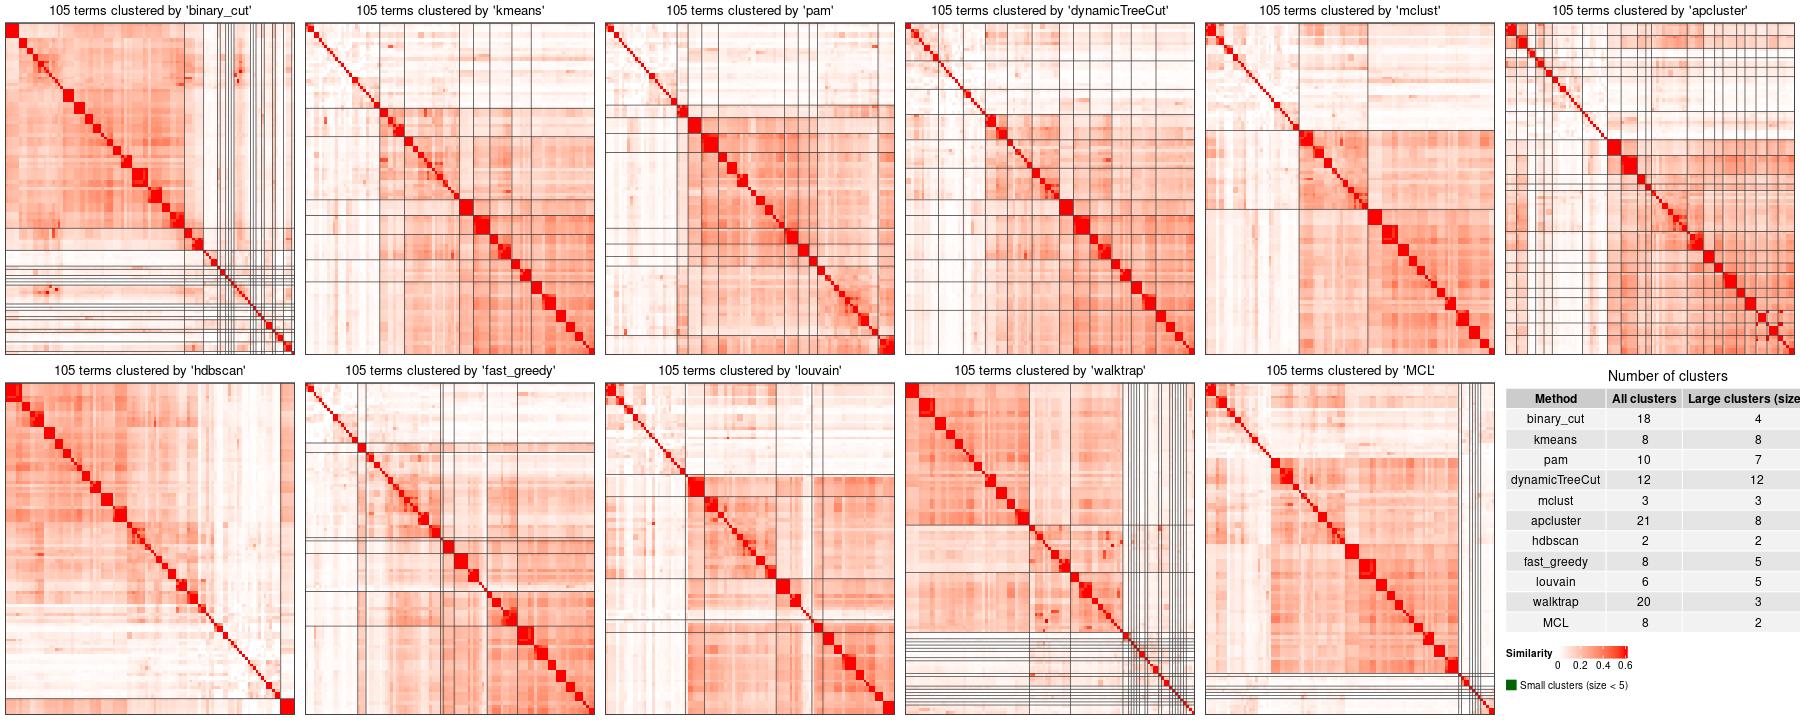 105 terms clustered by 'binary_cut'
105 terms clustered by 'kmeans'
105 terms clustered by 'pam'
105 terms clustered by 'dynamicTreeCut'
105 terms clustered by 'mclust'
105 terms clustered by 'apcluster'
105 terms clustered by 'hdbscan'
105 terms clustered by 'fast_greedy'
105 terms clustered by 'louvain'
105 terms clustered by 'walktrap'
105 terms clustered by 'MCL'
Number of clusters
Method All clusters Large clusters (size
binary_cut 18 4
kmeans 8 8
pam 10 7
dynamicTreeCut 12 12
mclust 3 3
apcluster 21 8
hdbscan 2 2
fast_greedy 8 5
louvain 6 5
walktrap 20 3
MCL 8 2
Similarity
0 0.2 0.4 0.6
Small clusters (size < 5)